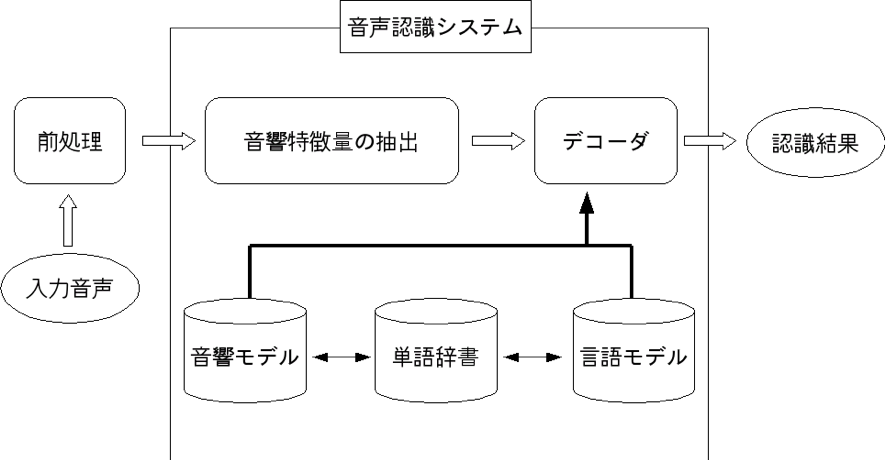 音声認識システム
前処理
音響特徴量の抽出
デコーダ
認識結果
入力音声
音響モデル
単語辞書
言語モデル